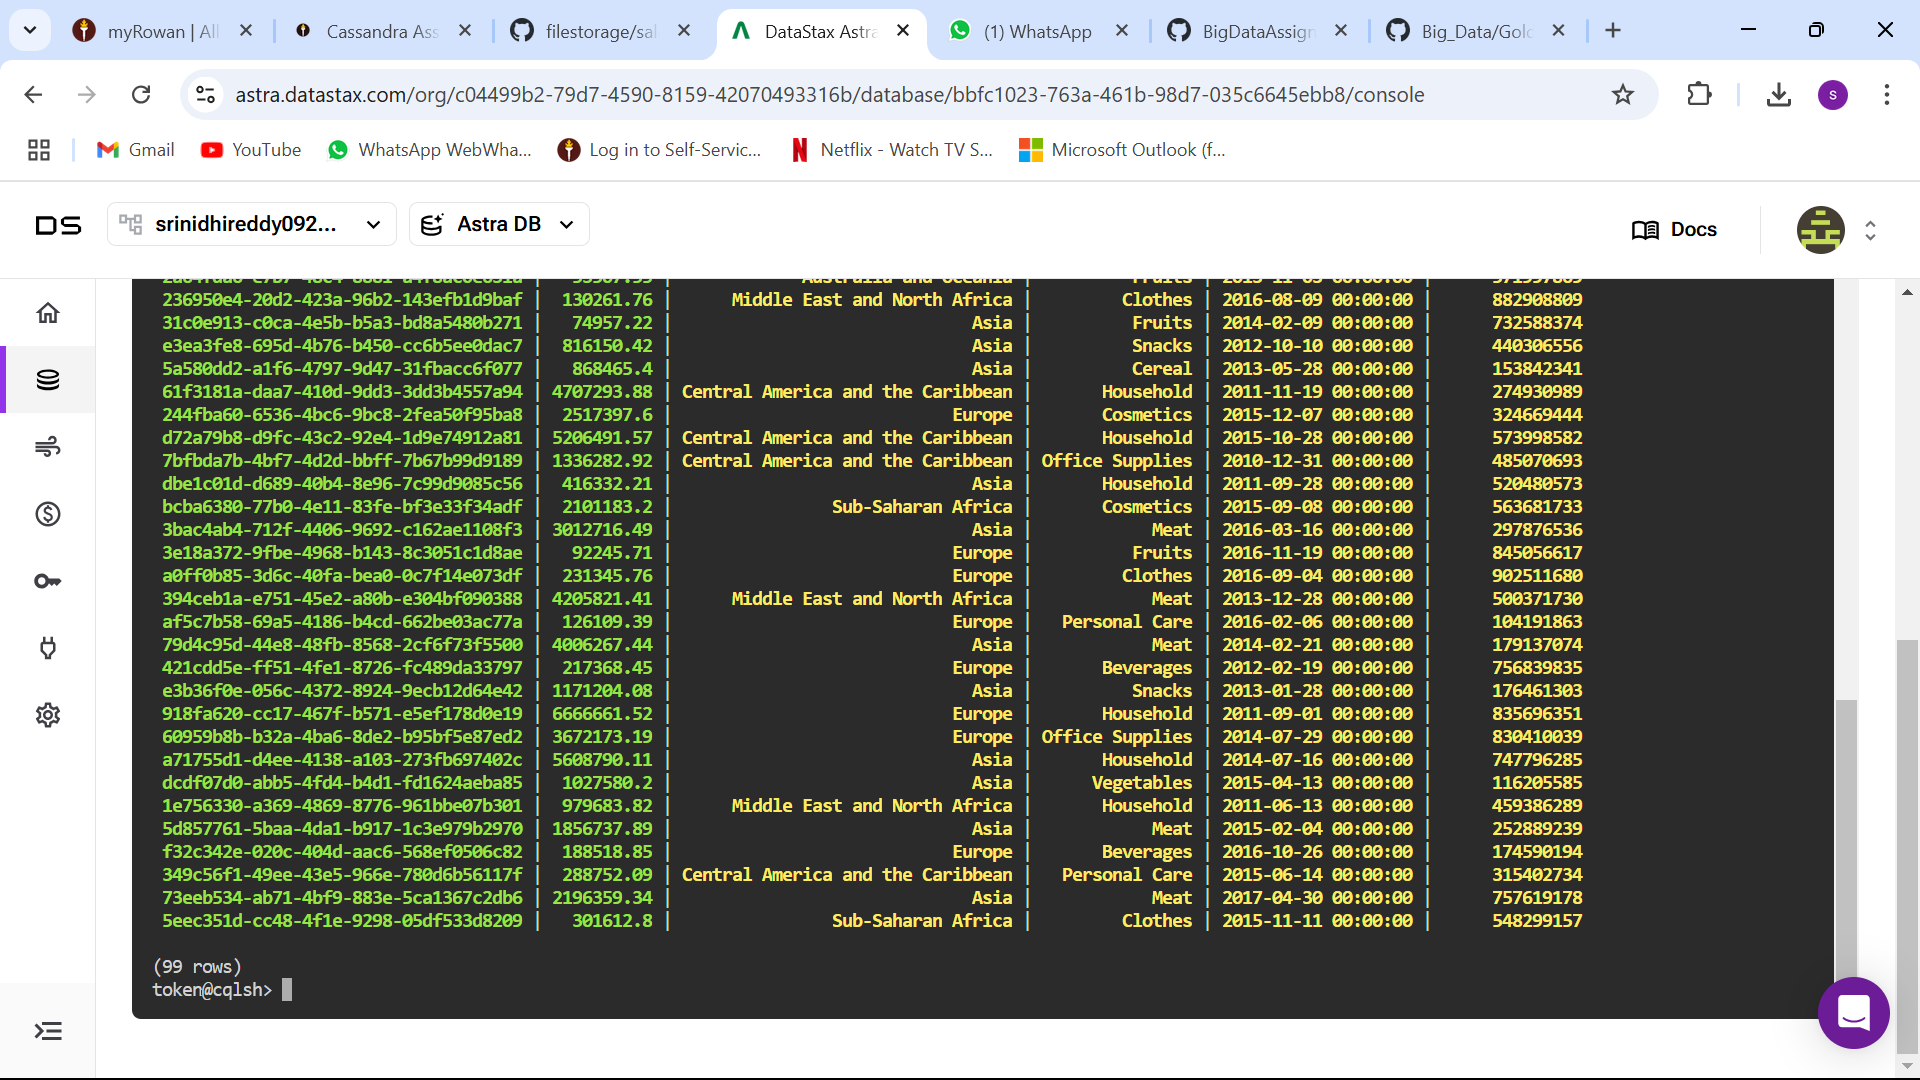 myRowan | All
Cassandra Ass
filestorage/sal
DataStax Astra
(1) WhatsApp
BigDataAssign
Big_Data/Gold
astra.datastax.com/org/c04499b2-79d7-4590-8159-42070493316b/database/bbfc1023-763a-461b-98d7-035c6645ebb8/console
S
Gmail
YouTube
WhatsApp WebWha...
Log in to Self-Servic...
Netflix - Watch TV S...
Microsoft Outlook (f...
DS
srinidhireddy092...
Astra DB
Docs
236950e4-20d2-423a-96b2-143efb1d9baf | 130261.76 | Middle East and North Africa | Clothes | 2016-08-09 00:00:00 | 882908809
31c0e913-c0ca-4e5b-b5a3-bd8a5480b271 | 74957.22 | Asia | Fruits | 2014-02-09 00:00:00 | 732588374
e3ea3fe8-695d-4b76-b450-cc6b5ee0dac7 | 816150.42 | Asia | Snacks | 2012-10-10 00:00:00 | 440306556
5a580dd2-a1f6-4797-9d47-31fbacc6f077 | 868465.4 | Asia | Cereal | 2013-05-28 00:00:00 | 153842341
61f3181a-daa7-410d-9dd3-3dd3b4557a94 | 4707293.88 | Central America and the Caribbean | Household | 2011-11-19 00:00:00 | 274930989
244fba60-6536-4bc6-9bc8-2fea50f95ba8 | 2517397.6 | Europe | Cosmetics | 2015-12-07 00:00:00 | 324669444
d72a79b8-d9fc-43c2-92e4-1d9e74912a81 | 5206491.57 | Central America and the Caribbean | Household | 2015-10-28 00:00:00 | 573998582
7bfbda7b-4bf7-4d2d-bbff-7b67b99d9189 | 1336282.92 | Central America and the Caribbean | Office Supplies | 2010-12-31 00:00:00 | 485070693
dbe1c01d-d689-40b4-8e96-7c99d9085c56 | 416332.21 | Asia | Household | 2011-09-28 00:00:00 | 520480573
bcba6380-77b0-4e11-83fe-bf3e33f34adf | 2101183.2 | Sub-Saharan Africa | Cosmetics | 2015-09-08 00:00:00 | 563681733
3bac4ab4-712f-4406-9692-c162ae1108f3 | 3012716.49 | Asia | Meat | 2016-03-16 00:00:00 | 297876536
3e18a372-9fbe-4968-b143-8c3051c1d8ae | 92245.71 | Europe | Fruits | 2016-11-19 00:00:00 | 845056617
a0ff0b85-3d6c-40fa-bea0-0c7f14e073df | 231345.76 | Europe | Clothes | 2016-09-04 00:00:00 | 902511680
394ceb1a-e751-45e2-a80b-e304bf090388 | 4205821.41 | Middle East and North Africa | Meat | 2013-12-28 00:00:00 | 500371730
af5c7b58-69a5-4186-b4cd-662be03ac77a | 126109.39 | Europe | Personal Care | 2016-02-06 00:00:00 | 104191863
79d4c95d-44e8-48fb-8568-2cf6f73f5500 | 4006267.44 | Asia | Meat | 2014-02-21 00:00:00 | 179137074
421cdd5e-ff51-4fe1-8726-fc489da33797 | 217368.45 | Europe | Beverages | 2012-02-19 00:00:00 | 756839835
e3b36f0e-056c-4372-8924-9ecb12d64e42 | 1171204.08 | Asia | Snacks | 2013-01-28 00:00:00 | 176461303
918fa620-cc17-467f-b571-e5ef178d0e19 | 6666661.52 | Europe | Household | 2011-09-01 00:00:00 | 835696351
60959b8b-b32a-4ba6-8de2-b95bf5e87ed2 | 3672173.19 | Europe | Office Supplies | 2014-07-29 00:00:00 | 830410039
a71755d1-d4ee-4138-a103-273fb697402c | 5608790.11 | Asia | Household | 2014-07-16 00:00:00 | 747796285
dcdf07d0-abb5-4fd4-b4d1-fd1624aeba85 | 1027580.2 | Asia | Vegetables | 2015-04-13 00:00:00 | 116205585
1e756330-a369-4869-8776-961bbe07b301 | 979683.82 | Middle East and North Africa | Household | 2011-06-13 00:00:00 | 459386289
5d857761-5baa-4da1-b917-1c3e979b2970 | 1856737.89 | Asia | Meat | 2015-02-04 00:00:00 | 252889239
f32c342e-020c-404d-aac6-568ef0506c82 | 188518.85 | Europe | Beverages | 2016-10-26 00:00:00 | 174590194
349c56f1-49ee-43e5-966e-780d6b56117f | 288752.09 | Central America and the Caribbean | Personal Care | 2015-06-14 00:00:00 | 315402734
73eeb534-ab71-4bf9-883e-5ca1367c2db6 | 2196359.34 | Asia | Meat | 2017-04-30 00:00:00 | 757619178
5eec351d-cc48-4f1e-9298-05df533d8209 | 301612.8 | Sub-Saharan Africa | Clothes | 2015-11-11 00:00:00 | 548299157
(99 rows)
token@cqlsh>